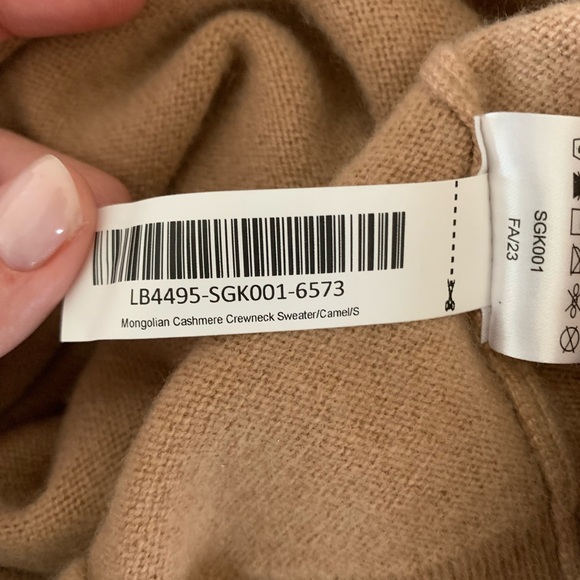 LB4495-SGK001-6573
Mongolian Cashmere Crewneck Sweater/Camel/S
SGK001
FA/23